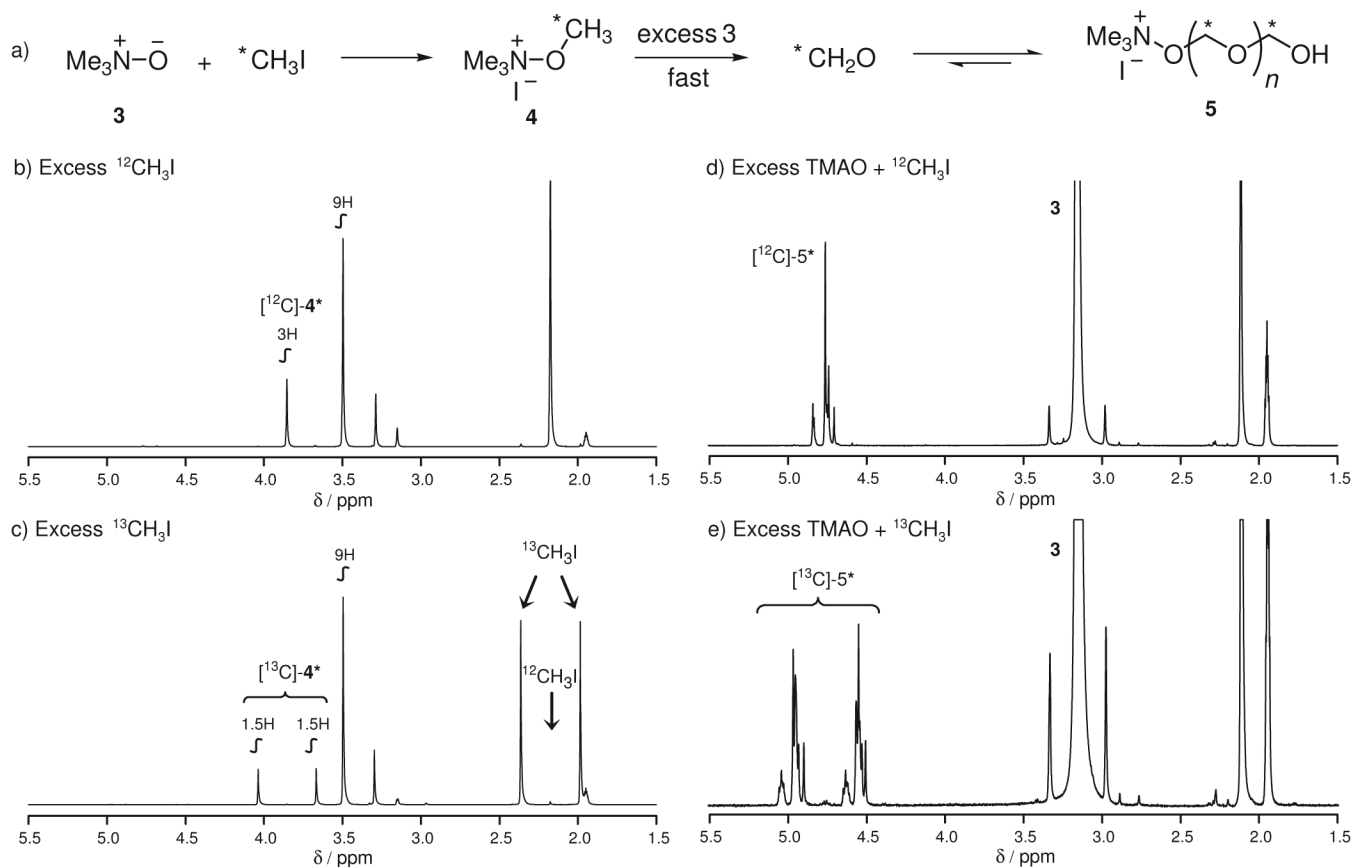 a)
Me₃N⁺–O⁻ + *CH₃I → Me₃N⁺–O *CH₃ I⁻ excess 3 fast *CH₂O Me₃N⁺ I⁻ O ( * O )n * OH
3 4 5
b) Excess ¹²CH₃I
9H
[¹²C]-4*
3H
5.5 5.0 4.5 4.0 3.5 3.0 2.5 2.0 1.5
δ / ppm
c) Excess ¹³CH₃I
9H
¹³CH₃I
[¹³C]-4*
¹²CH₃I
1.5H 1.5H
5.5 5.0 4.5 4.0 3.5 3.0 2.5 2.0 1.5
δ / ppm
d) Excess TMAO + ¹²CH₃I
3
[¹²C]-5*
5.5 5.0 4.5 4.0 3.5 3.0 2.5 2.0 1.5
δ / ppm
e) Excess TMAO + ¹³CH₃I
3
[¹³C]-5*
5.5 5.0 4.5 4.0 3.5 3.0 2.5 2.0 1.5
δ / ppm